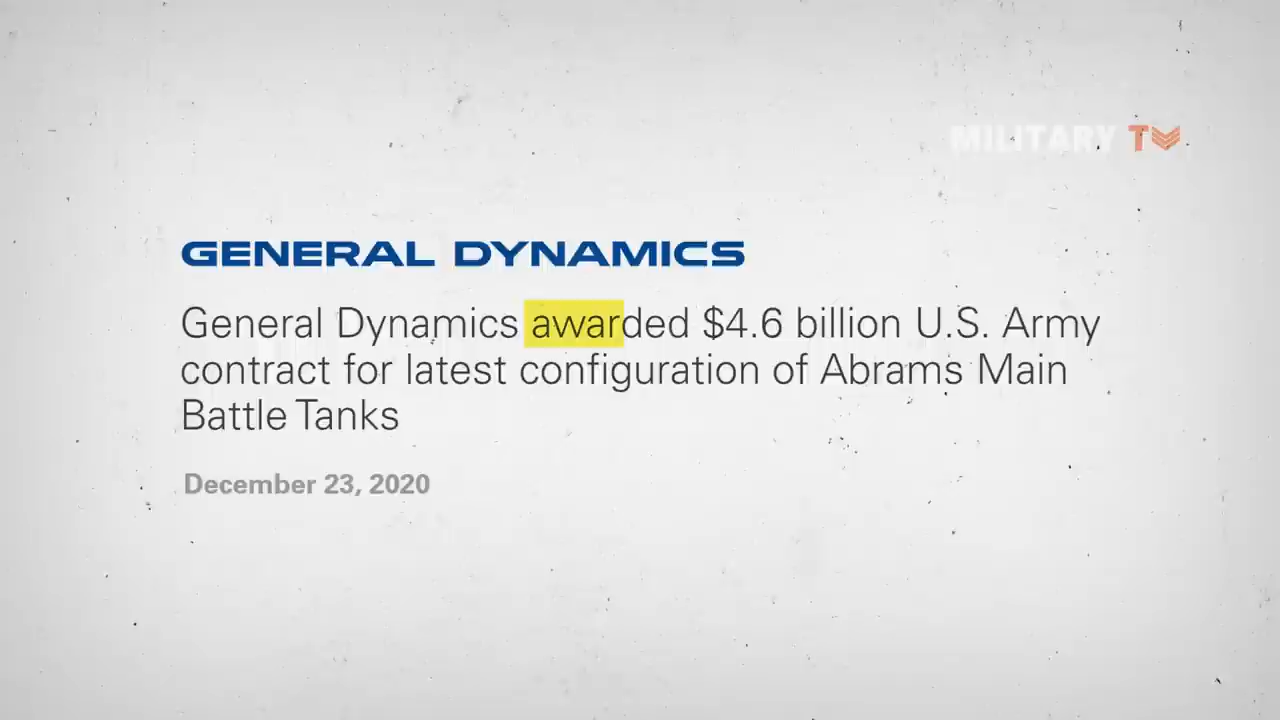 MILITARY TV
GENERAL DYNAMICS
General Dynamics awarded $4.6 billion U.S. Army
contract for latest configuration of Abrams Main
Battle Tanks
December 23, 2020